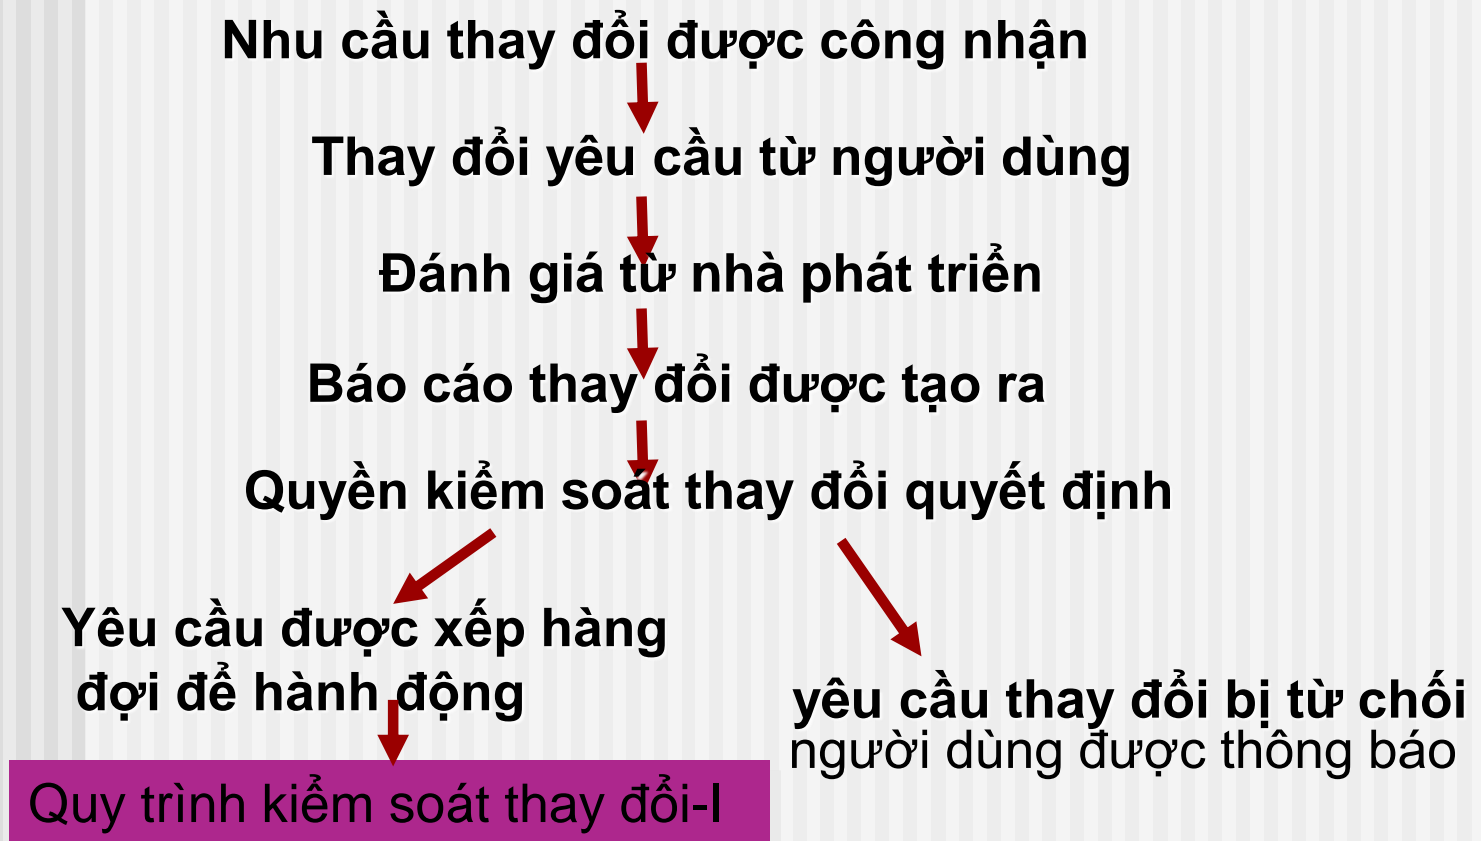 Nhu cầu thay đổi được công nhận
Thay đổi yêu cầu từ người dùng
Đánh giá từ nhà phát triển
Báo cáo thay đổi được tạo ra
Quyền kiểm soát thay đổi quyết định
Yêu cầu được xếp hàng
đợi để hành động
yêu cầu thay đổi bị từ chối
người dùng được thông báo
Quy trình kiểm soát thay đổi-I